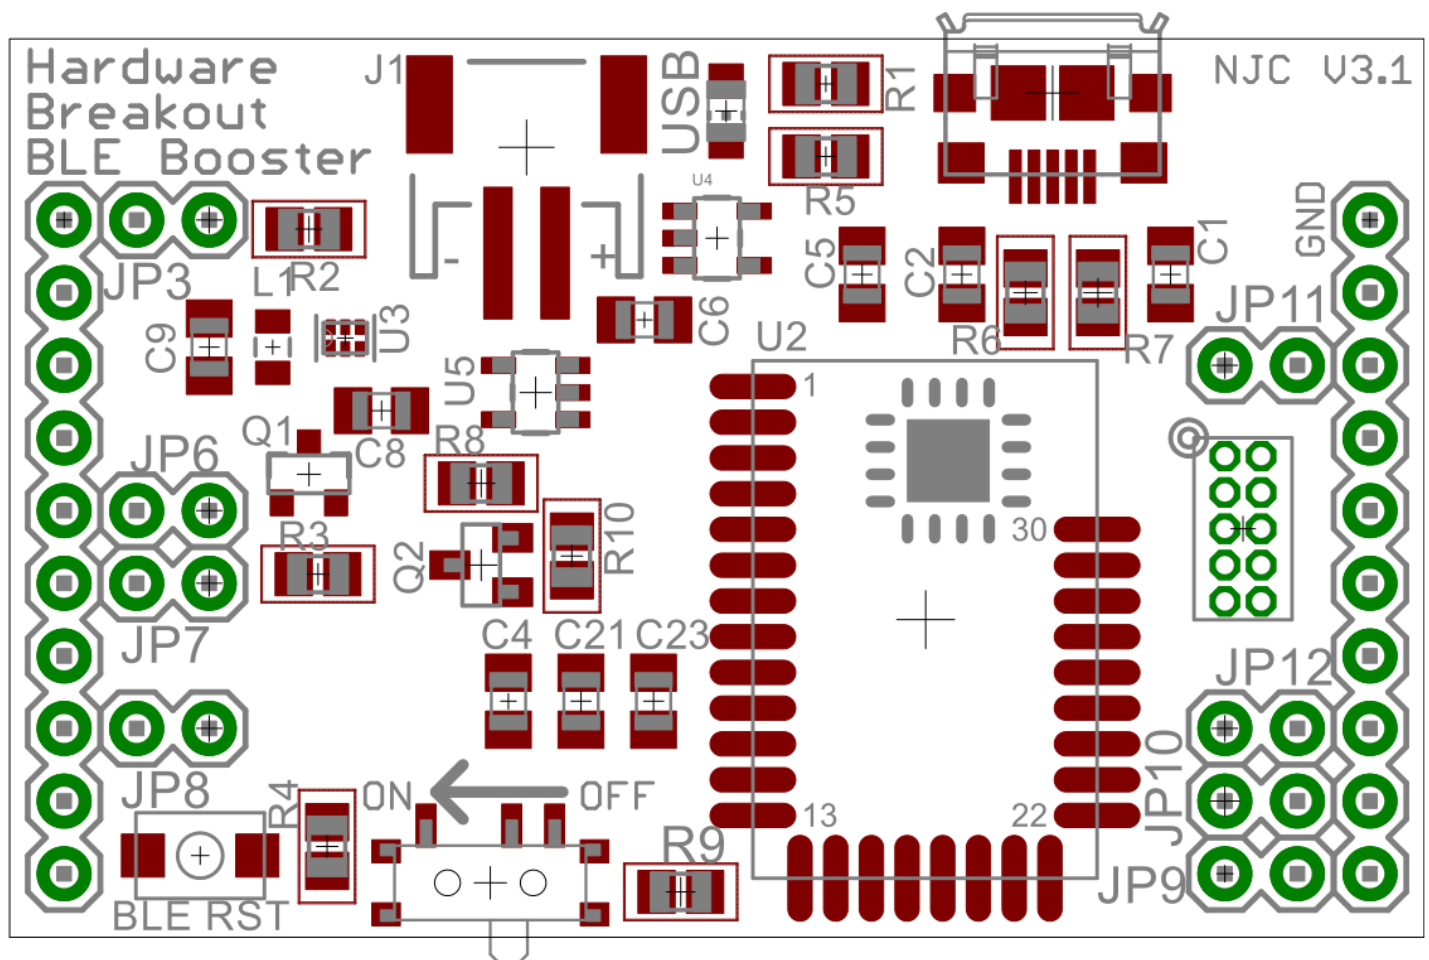 Hardware
Breakout
BLE Booster
J1
USB
R1
NJC V3.1
R5
U4
GND
JP3
R2
L1
C9
U3
-
+
C6
C5
C2
C1
R6
R7
JP11
U2
1
U5
Q1
C8
R8
JP6
R3
Q2
R10
30
JP7
C4
C21
C23
JP12
JP8
R4
ON
OFF
13
22
JP10
R9
JP9
BLE RST